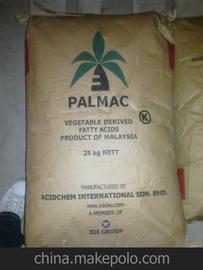 PALMAC
VEGETABLE DERIVED
FATTY ACIDS
PRODUCT OF MALAYSIA
K
25 kg NETT
MANUFACTURED BY
ACIDCHEM INTERNATIONAL SDN. BHD.
A MEMBER OF
IOI GROUP
china.makepolo.com